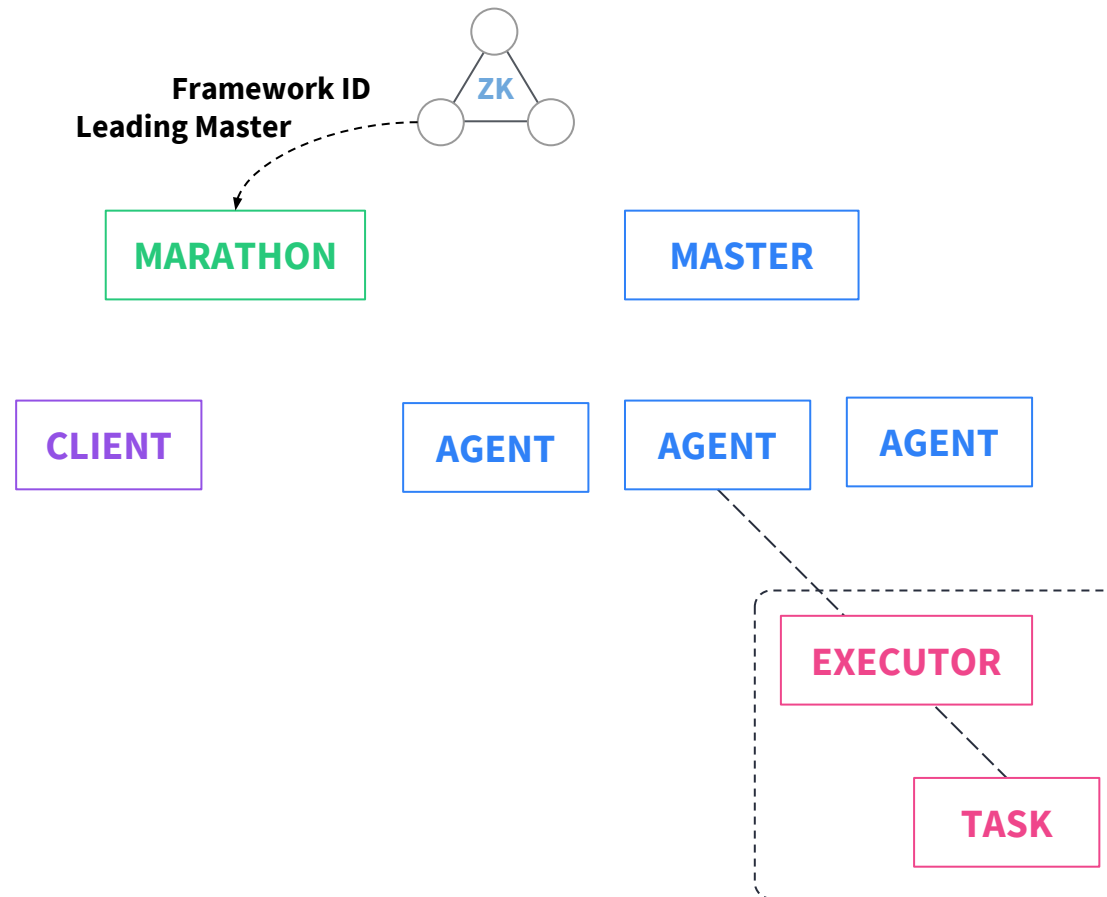 Framework ID
ZK
Leading Master
MARATHON
MASTER
CLIENT
AGENT
AGENT
AGENT
EXECUTOR
TASK